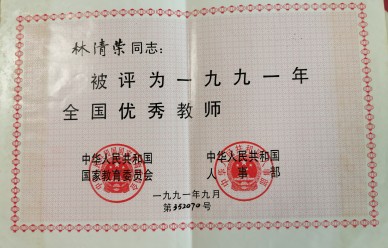 林清荣同志：
被评为一九九一年
全国优秀教师
中华人民共和国
国家教育委员会
中华人民共和国
人事部
一九九一年九月
第352070号